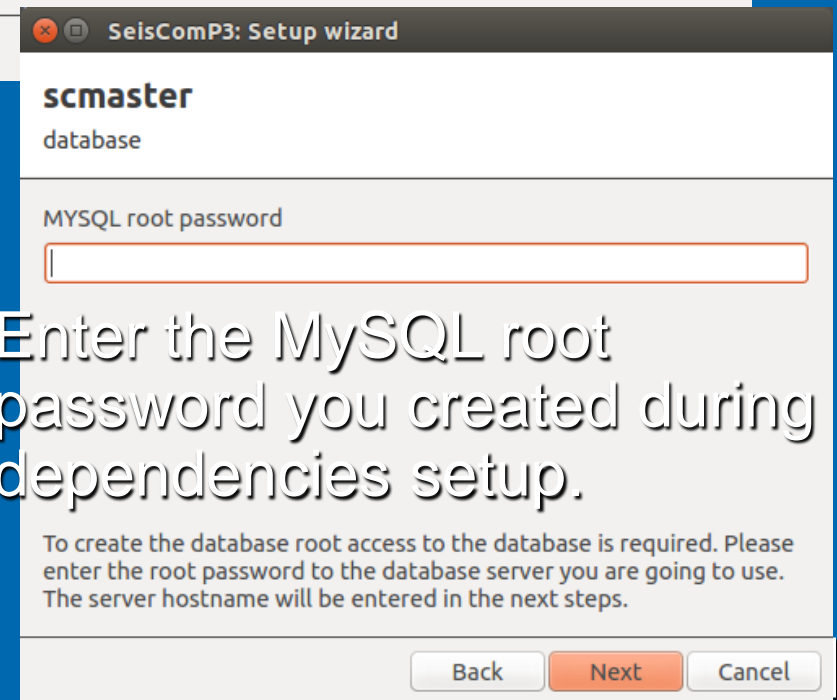 SeisComP3: Setup wizard
scmaster
database
MYSQL root password
Enter the MySQL root
password you created during
dependencies setup.
To create the database root access to the database is required. Please
enter the root password to the database server you are going to use.
The server hostname will be entered in the next steps.
Back Next Cancel